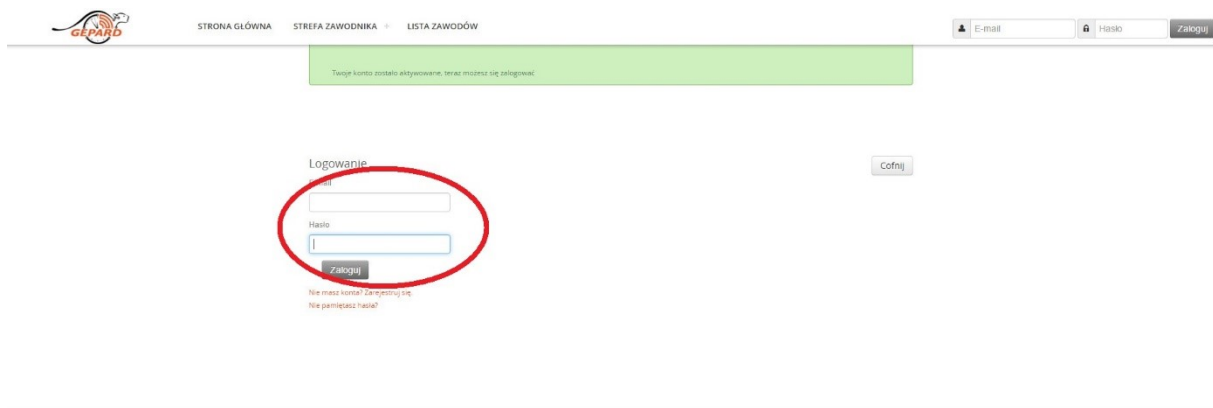 GEPARD
STRONA GŁÓWNA STREFA ZAWODNIKA LISTA ZAWODÓW
E-mail Hasło Zaloguj
Twoje konto zostało aktywowane, teraz możesz się zalogować
Logowanie
Cofnij
Hasło
Zaloguj
Nie masz konta? Zarejestruj się.
Nie pamiętasz hasła?